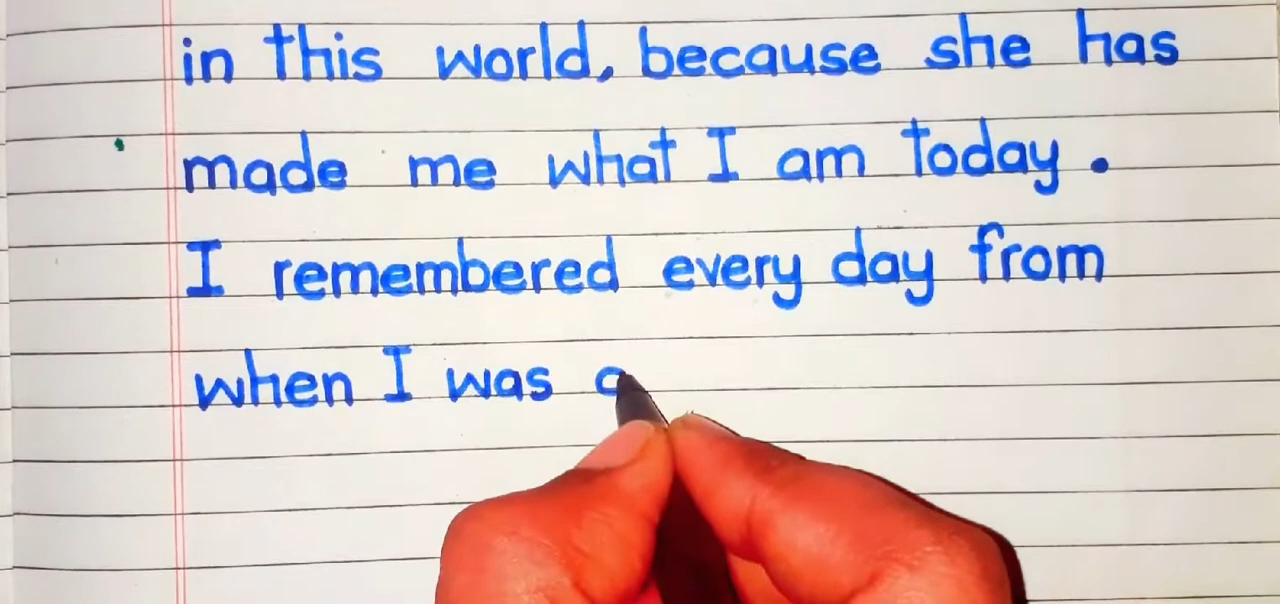 in this world, because she has
made me what I am today.
I remembered every day from
when I was